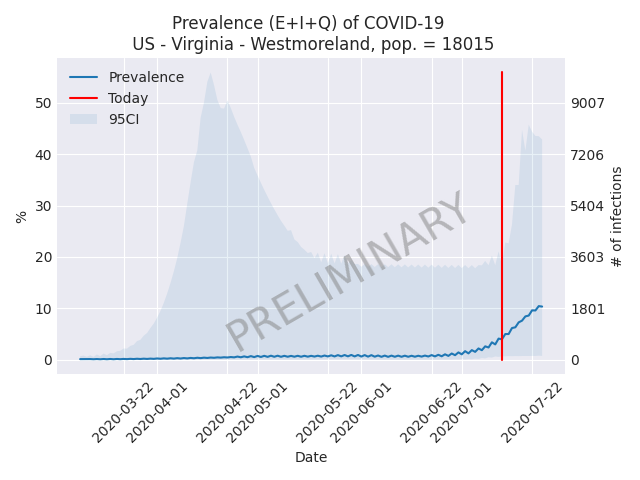 Prevalence (E+I+Q) of COVID-19
US - Virginia - Westmoreland, pop. = 18015
Prevalence
Today
95CI
50
40
30
20
10
0
%
9007
7206
5404
3603
1801
0
# of infections
PRELIMINARY
2020-03-22
2020-04-01
2020-04-22
2020-05-01
2020-05-22
2020-06-01
2020-06-22
2020-07-01
2020-07-22
Date